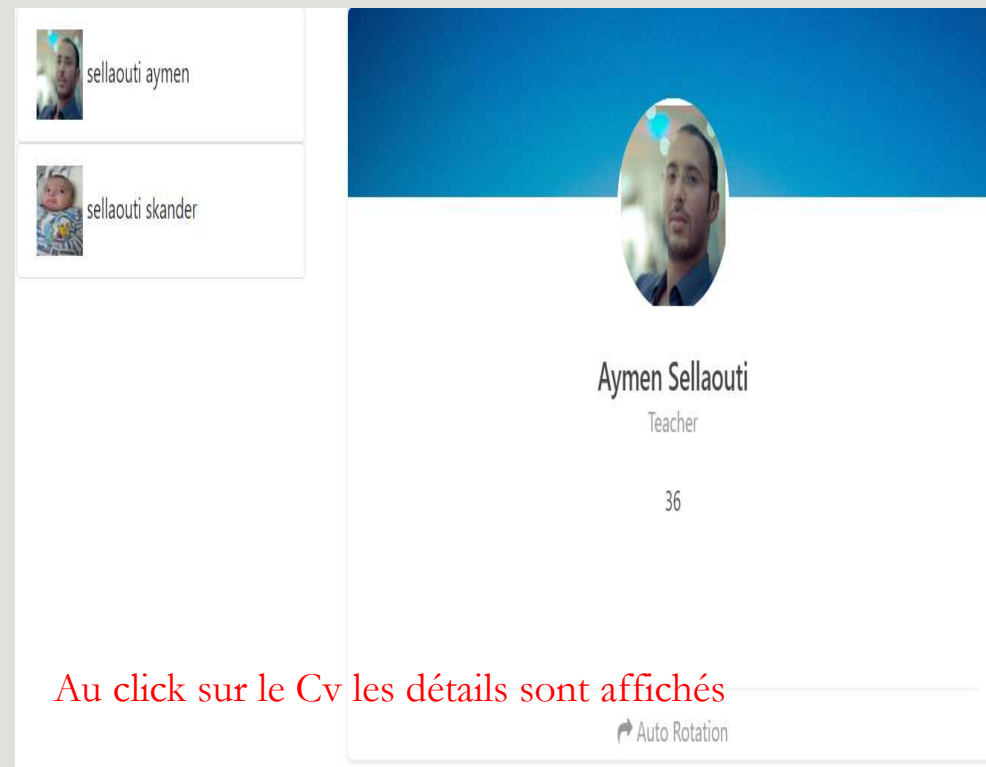 sellaouti aymen
sellaouti skander
Aymen Sellaouti
Teacher
36
Au click sur le Cv les détails sont affichés
Auto Rotation